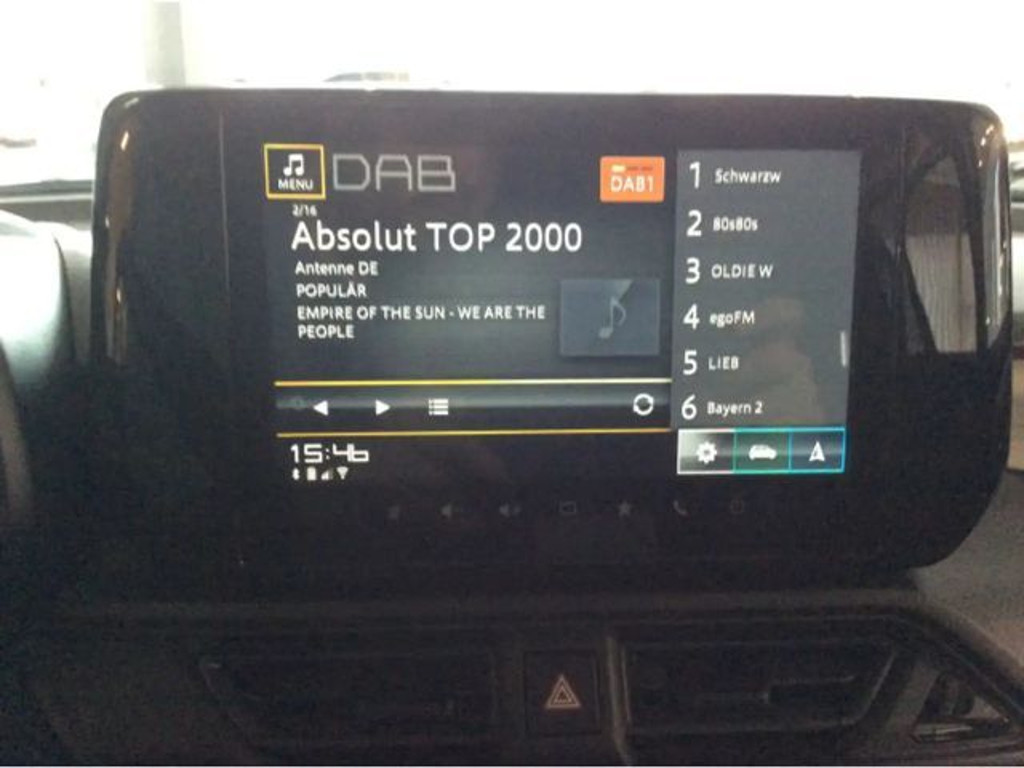 MENU DAB
DAB1
2/16
Absolut TOP 2000
Antenne DE
POPULÄR
EMPIRE OF THE SUN - WE ARE THE
PEOPLE
15:46
1 Schwarzw
2 80s80s
3 OLDIE W
4 egoFM
5 LIEB
6 Bayern 2